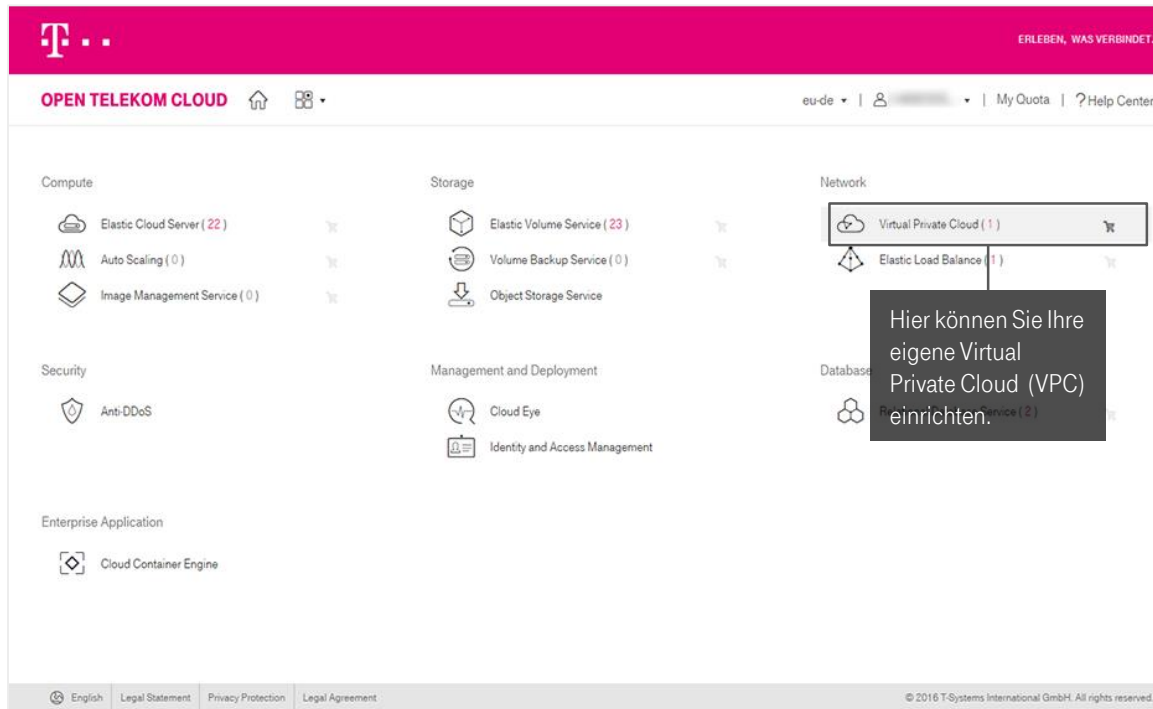 T
ERLEBEN, WAS VERBINDET.
OPEN TELEKOM CLOUD
eu-de | | My Quota | ? Help Center
Compute
Elastic Cloud Server ( 22 )
Auto Scaling ( 0 )
Image Management Service ( 0 )
Storage
Elastic Volume Service ( 23 )
Volume Backup Service ( 0 )
Object Storage Service
Network
Virtual Private Cloud ( 1 )
Elastic Load Balance ( 1 )
Hier können Sie Ihre
eigene Virtual
Private Cloud (VPC)
einrichten.
Security
Anti-DDoS
Management and Deployment
Cloud Eye
Identity and Access Management
Database
Service ( 2 )
Enterprise Application
Cloud Container Engine
English | Legal Statement | Privacy Protection | Legal Agreement
© 2016 T-Systems International GmbH. All rights reserved.